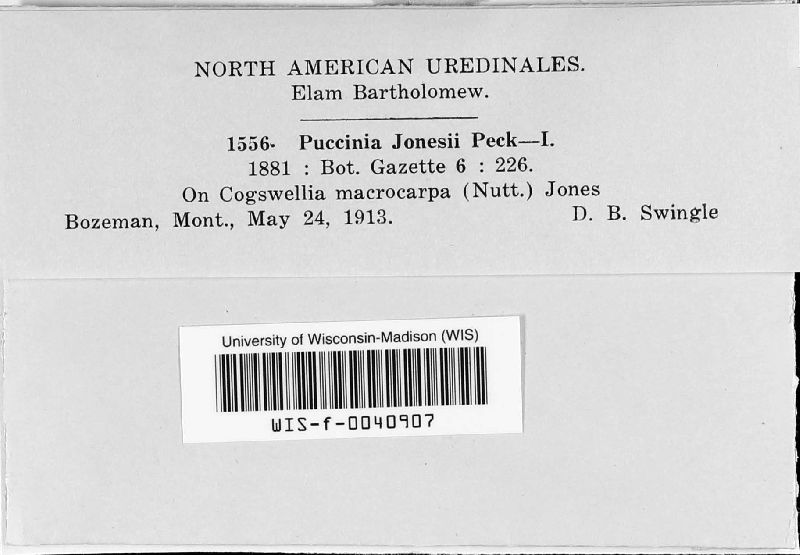 NORTH AMERICAN UREDINALES.
Elam Bartholomew.
1556- Puccinia Jonesii Peck—I.
1881 : Bot. Gazette 6 : 226.
On Cogswellia macrocarpa (Nutt.) Jones
Bozeman, Mont., May 24, 1913. D. B. Swingle
University of Wisconsin-Madison (WIS)
WIS-f-0040907